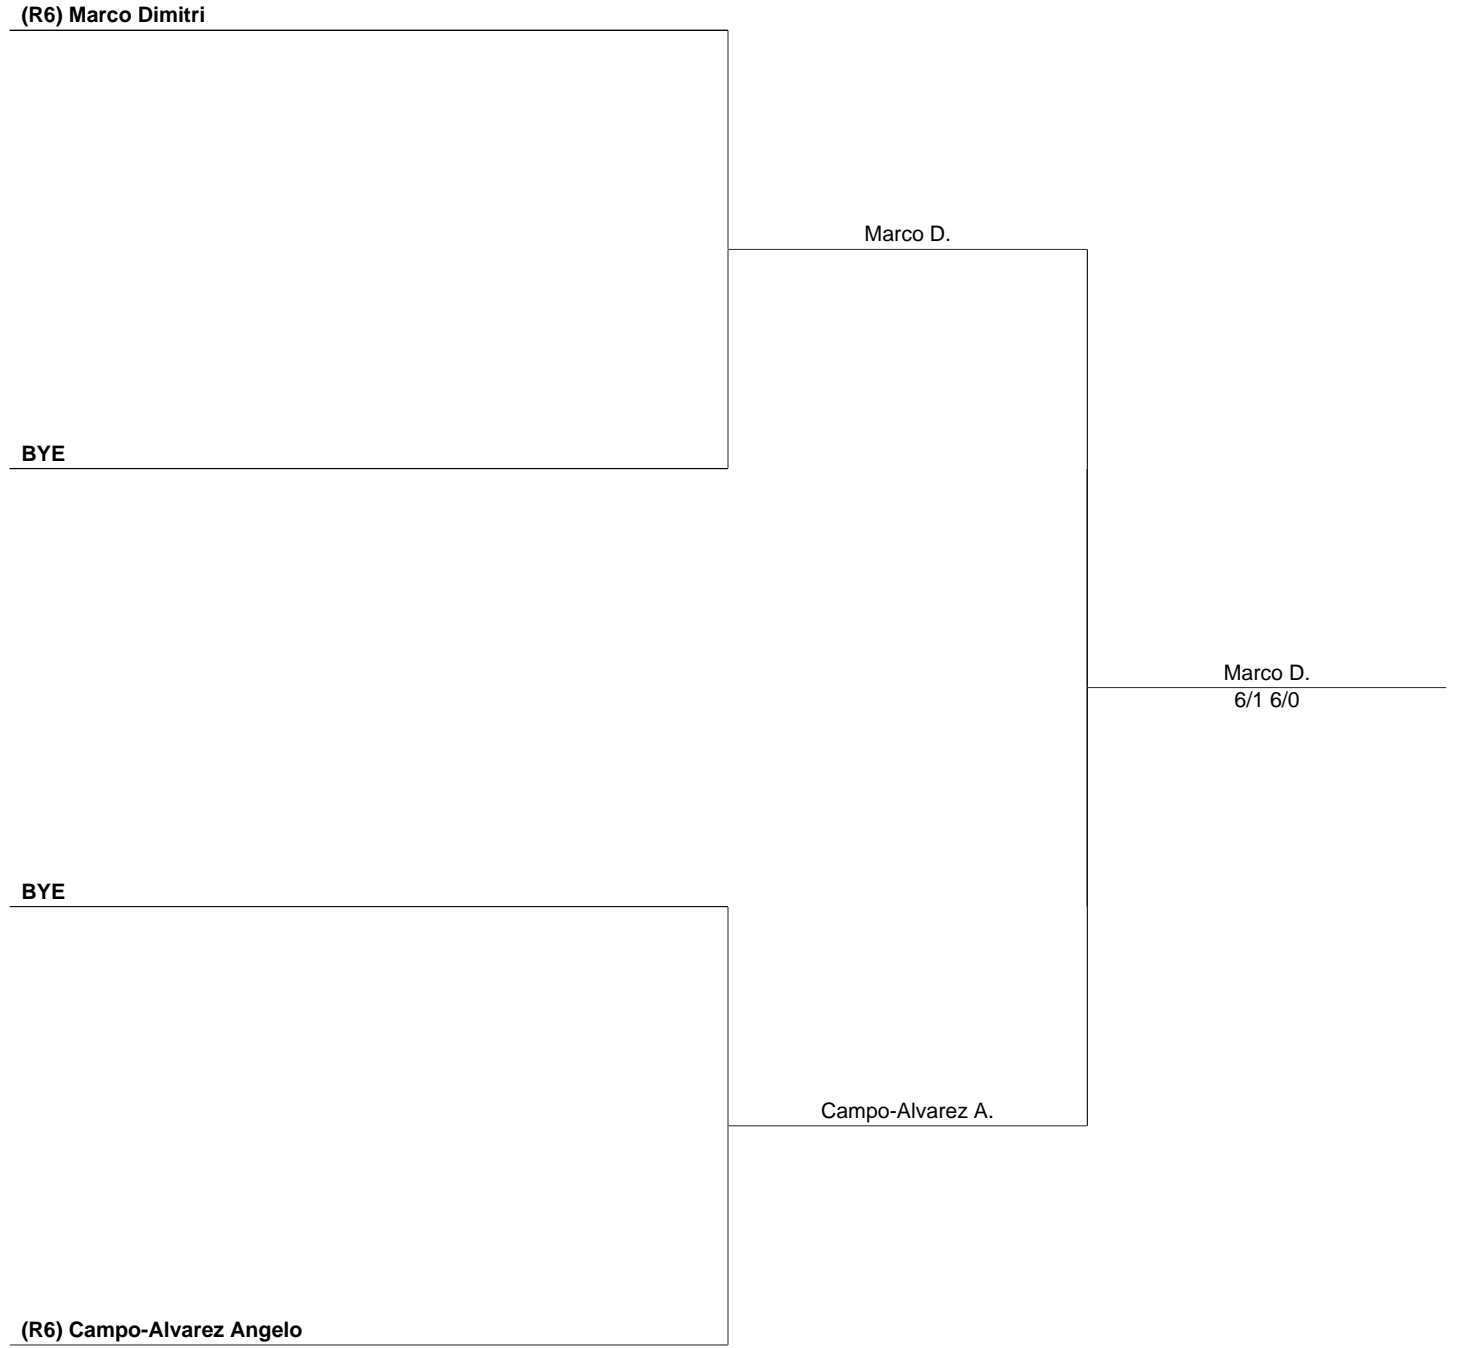 (R6) Marco Dimitri
Marco D.
BYE
Marco D.
6/1 6/0
BYE
Campo-Alvarez A.
(R6) Campo-Alvarez Angelo